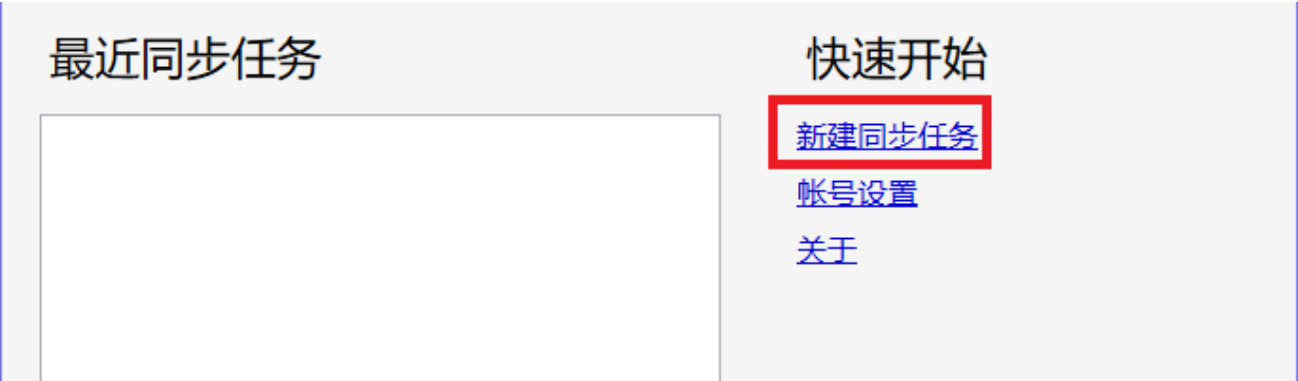 最近同步任务
快速开始
新建同步任务
帐号设置
关于